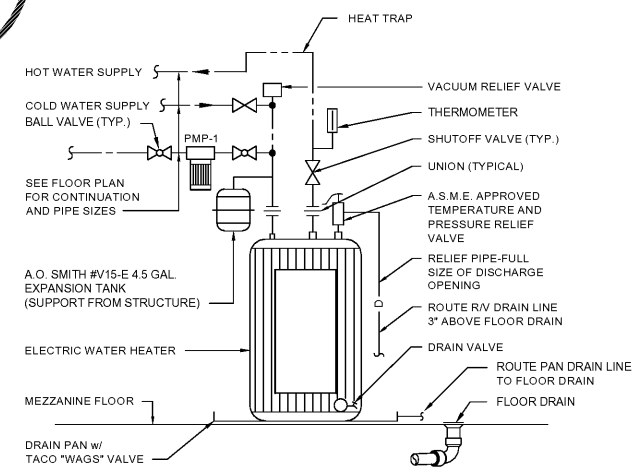 HEAT TRAP
HOT WATER SUPPLY
COLD WATER SUPPLY
BALL VALVE (TYP.)
PMP-1
SEE FLOOR PLAN
FOR CONTINUATION
AND PIPE SIZES
A.O. SMITH #V15-E 4.5 GAL.
EXPANSION TANK
(SUPPORT FROM STRUCTURE)
ELECTRIC WATER HEATER
MEZZANINE FLOOR
DRAIN PAN w/
TACO "WAGS" VALVE
VACUUM RELIEF VALVE
THERMOMETER
SHUTOFF VALVE (TYP.)
UNION (TYPICAL)
A.S.M.E. APPROVED
TEMPERATURE AND
PRESSURE RELIEF
VALVE
RELIEF PIPE-FULL
SIZE OF DISCHARGE
OPENING
D
ROUTE R/V DRAIN LINE
3" ABOVE FLOOR DRAIN
DRAIN VALVE
ROUTE PAN DRAIN LINE
TO FLOOR DRAIN
FLOOR DRAIN